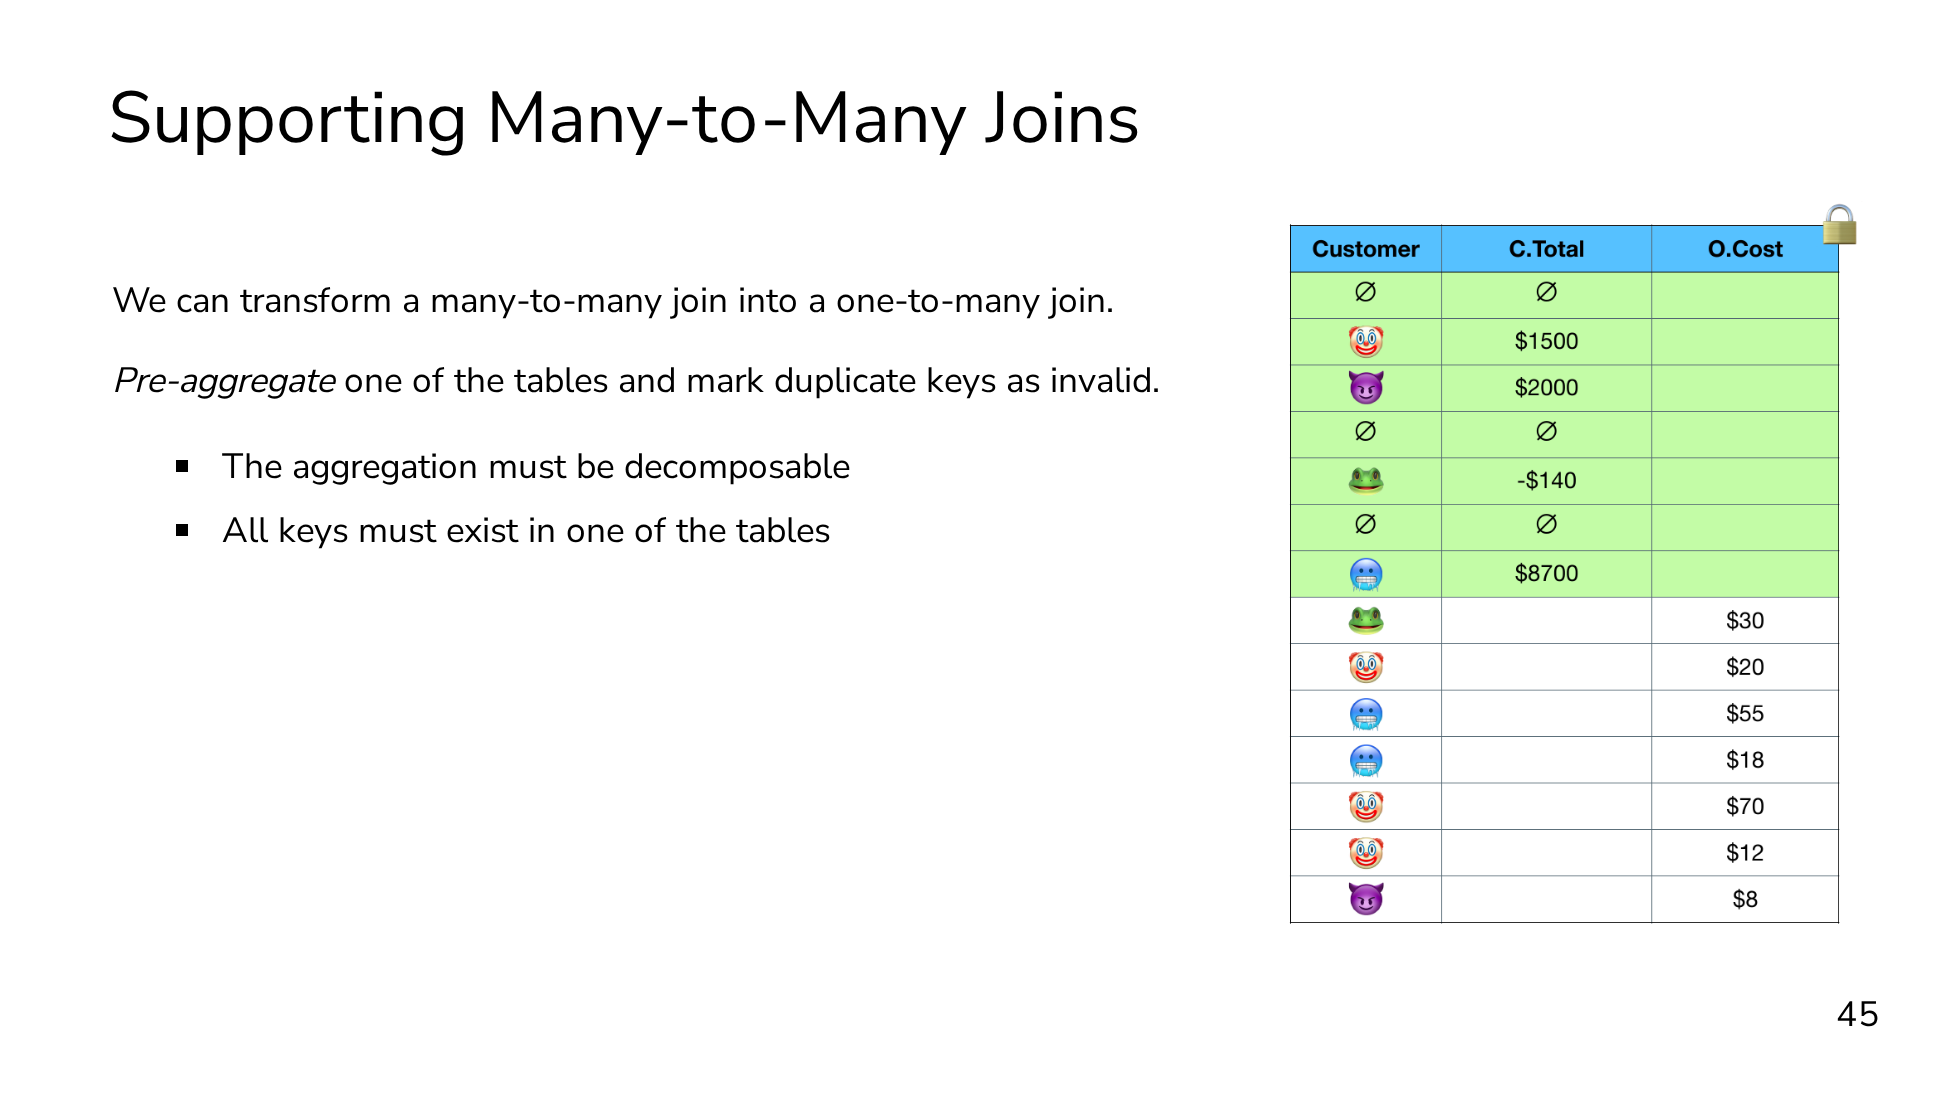 Supporting Many-to-Many Joins
We can transform a many-to-many join into a one-to-many join.
Pre-aggregate one of the tables and mark duplicate keys as invalid.
▪ The aggregation must be decomposable
▪ All keys must exist in one of the tables
Customer C.Total O.Cost
∅ ∅
🤡 $1500
😈 $2000
∅ ∅
🐸 -$140
∅ ∅
🥶 $8700
🐸 $30
🤡 $20
🥶 $55
🥶 $18
🤡 $70
🤡 $12
😈 $8
45